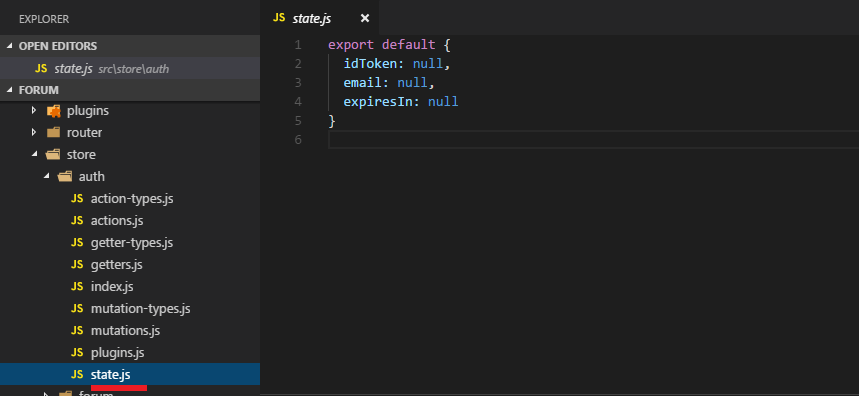 EXPLORER
OPEN EDITORS
JS state.js src\store\auth
FORUM
plugins
router
store
auth
JS action-types.js
JS actions.js
JS getter-types.js
JS getters.js
JS index.js
JS mutation-types.js
JS mutations.js
JS plugins.js
JS state.js
forum
JS state.js ×
1 export default {
2 idToken: null,
3 email: null,
4 expiresIn: null
5 }
6